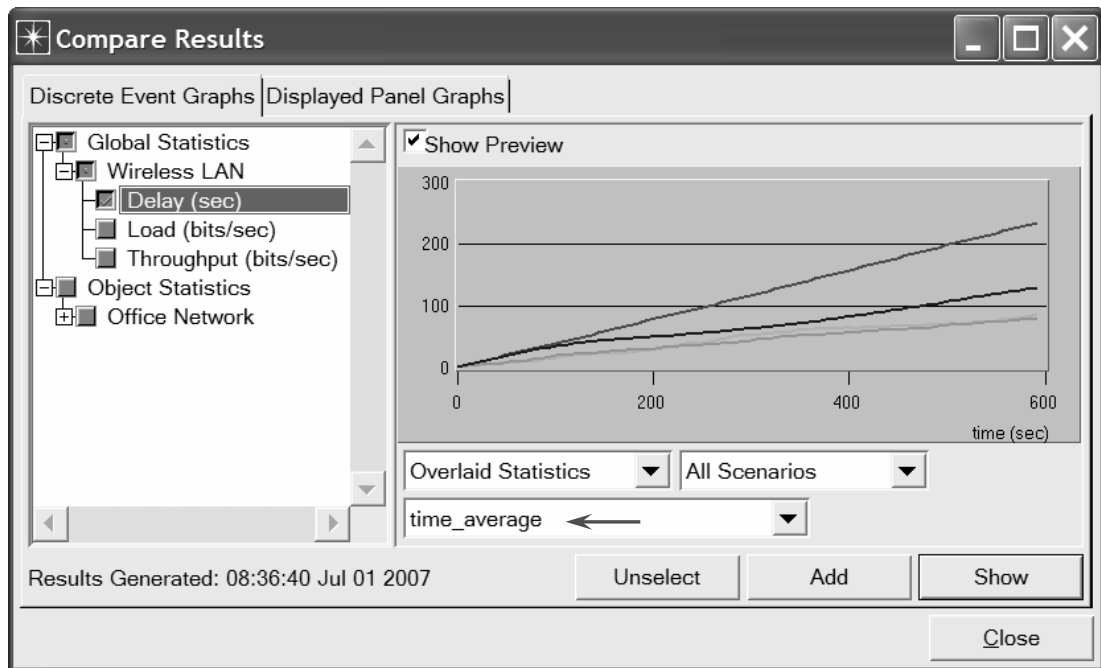 Compare Results
Discrete Event Graphs
Displayed Panel Graphs
Global Statistics
Wireless LAN
Delay (sec)
Load (bits/sec)
Throughput (bits/sec)
Object Statistics
Office Network
Show Preview
300
200
100
0
0 200 400 600
time (sec)
Overlaid Statistics
All Scenarios
time_average
Results Generated: 08:36:40 Jul 01 2007
Unselect
Add
Show
Close